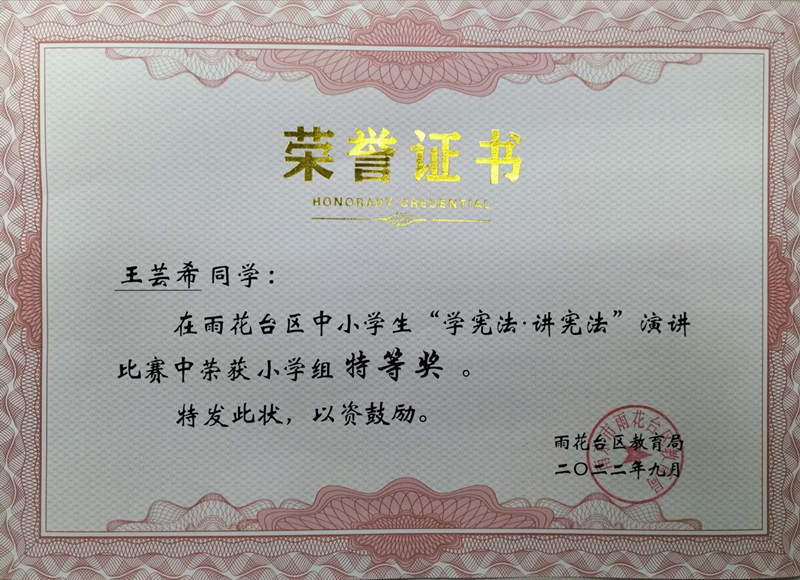 荣誉证书
HONORARY CREDENTIAL
王芸希同学：
在雨花台区中小学生“学宪法·讲宪法”演讲
比赛中荣获小学组特等奖。
特发此状，以资鼓励。
雨花台区教育局
二〇二二年九月